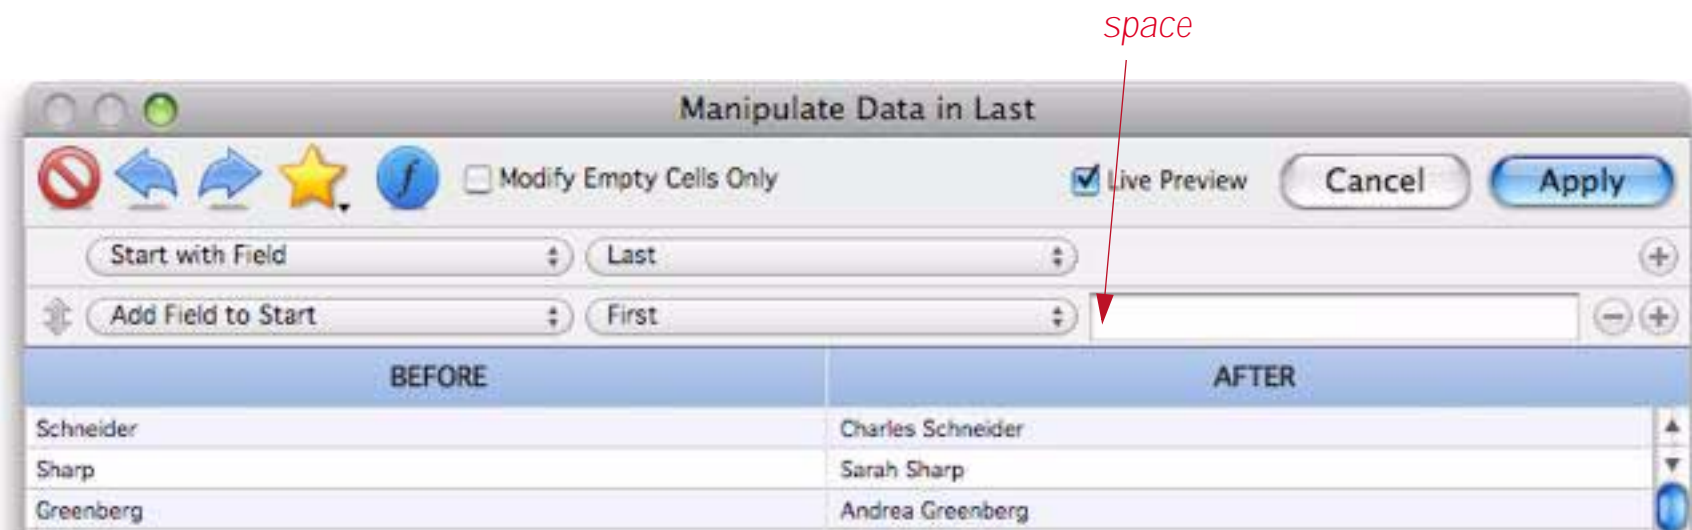 space
Manipulate Data in Last
f Modify Empty Cells Only Live Preview Cancel Apply
Start with Field Last
Add Field to Start First
BEFORE AFTER
Schneider Charles Schneider
Sharp Sarah Sharp
Greenberg Andrea Greenberg